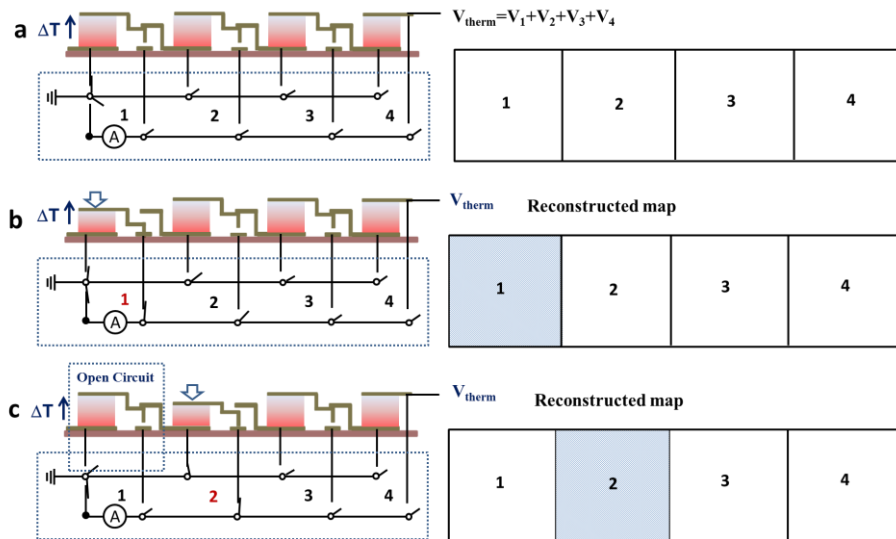 a
ΔT
V_therm=V_1+V_2+V_3+V_4
1 2 3 4
A
1 2 3 4
b
ΔT
V_therm
Reconstructed map
1 2 3 4
A
1 2 3 4
Open Circuit
c
ΔT
V_therm
Reconstructed map
1 2 3 4
A
1 2 3 4